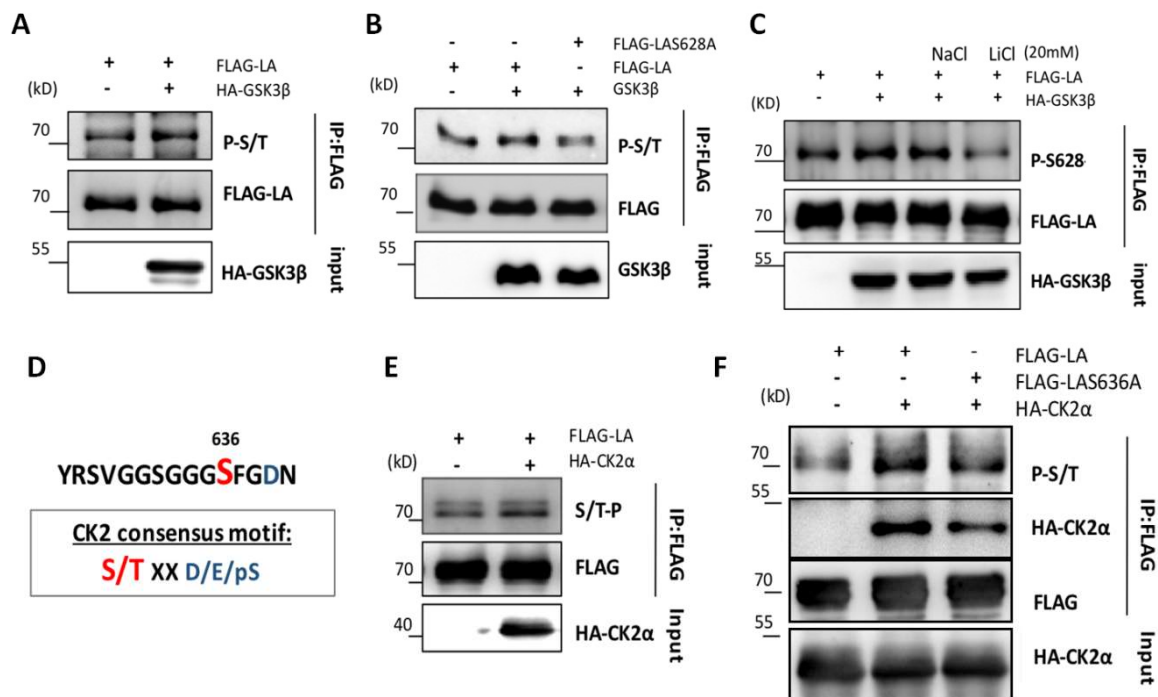 A
+ + FLAG-LA
- + HA-GSK3β
(kD)
70 P-S/T
70 FLAG-LA
IP:FLAG
55 HA-GSK3β
input
B
- - + FLAG-LAS628A
+ + - FLAG-LA
- + + GSK3β
(kD)
70 P-S/T
70 FLAG
IP:FLAG
55 GSK3β
input
C
NaCl LiCl (20mM)
+ + + + FLAG-LA
- + + + HA-GSK3β
(KD)
70 P-S628
70 FLAG-LA
IP:FLAG
55 HA-GSK3β
input
D
636
YRSVGGSGGGSFGDN
CK2 consensus motif:
S/T XX D/E/pS
E
+ + FLAG-LA
- + HA-CK2α
(kD)
70 S/T-P
70 FLAG
IP:FLAG
40 HA-CK2α
Input
F
+ + - FLAG-LA
- - + FLAG-LAS636A
- + + HA-CK2α
(kD)
70 P-S/T
55 HA-CK2α
70 FLAG
IP:FLAG
55 HA-CK2α
Input